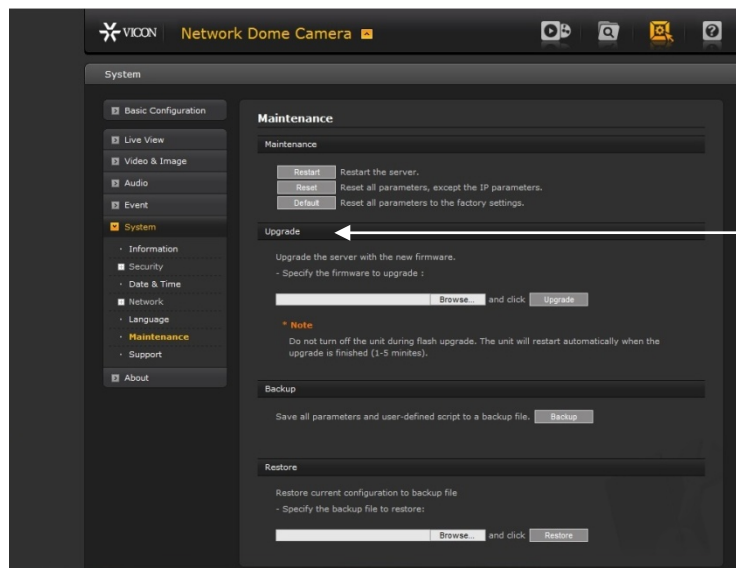 VICON Network Dome Camera
System
Basic Configuration
Live View
Video & Image
Audio
Event
System
· Information
Security
· Date & Time
Network
· Language
· Maintenance
· Support
About
Maintenance
Maintenance
Restart Restart the server.
Reset Reset all parameters, except the IP parameters.
Default Reset all parameters to the factory settings.
Upgrade
Upgrade the server with the new firmware.
- Specify the firmware to upgrade :
Browse... and click Upgrade
* Note
Do not turn off the unit during flash upgrade. The unit will restart automatically when the
upgrade is finished (1-5 minites).
Backup
Save all parameters and user-defined script to a backup file. Backup
Restore
Restore current configuration to backup file
- Specify the backup file to restore:
Browse... and click Restore